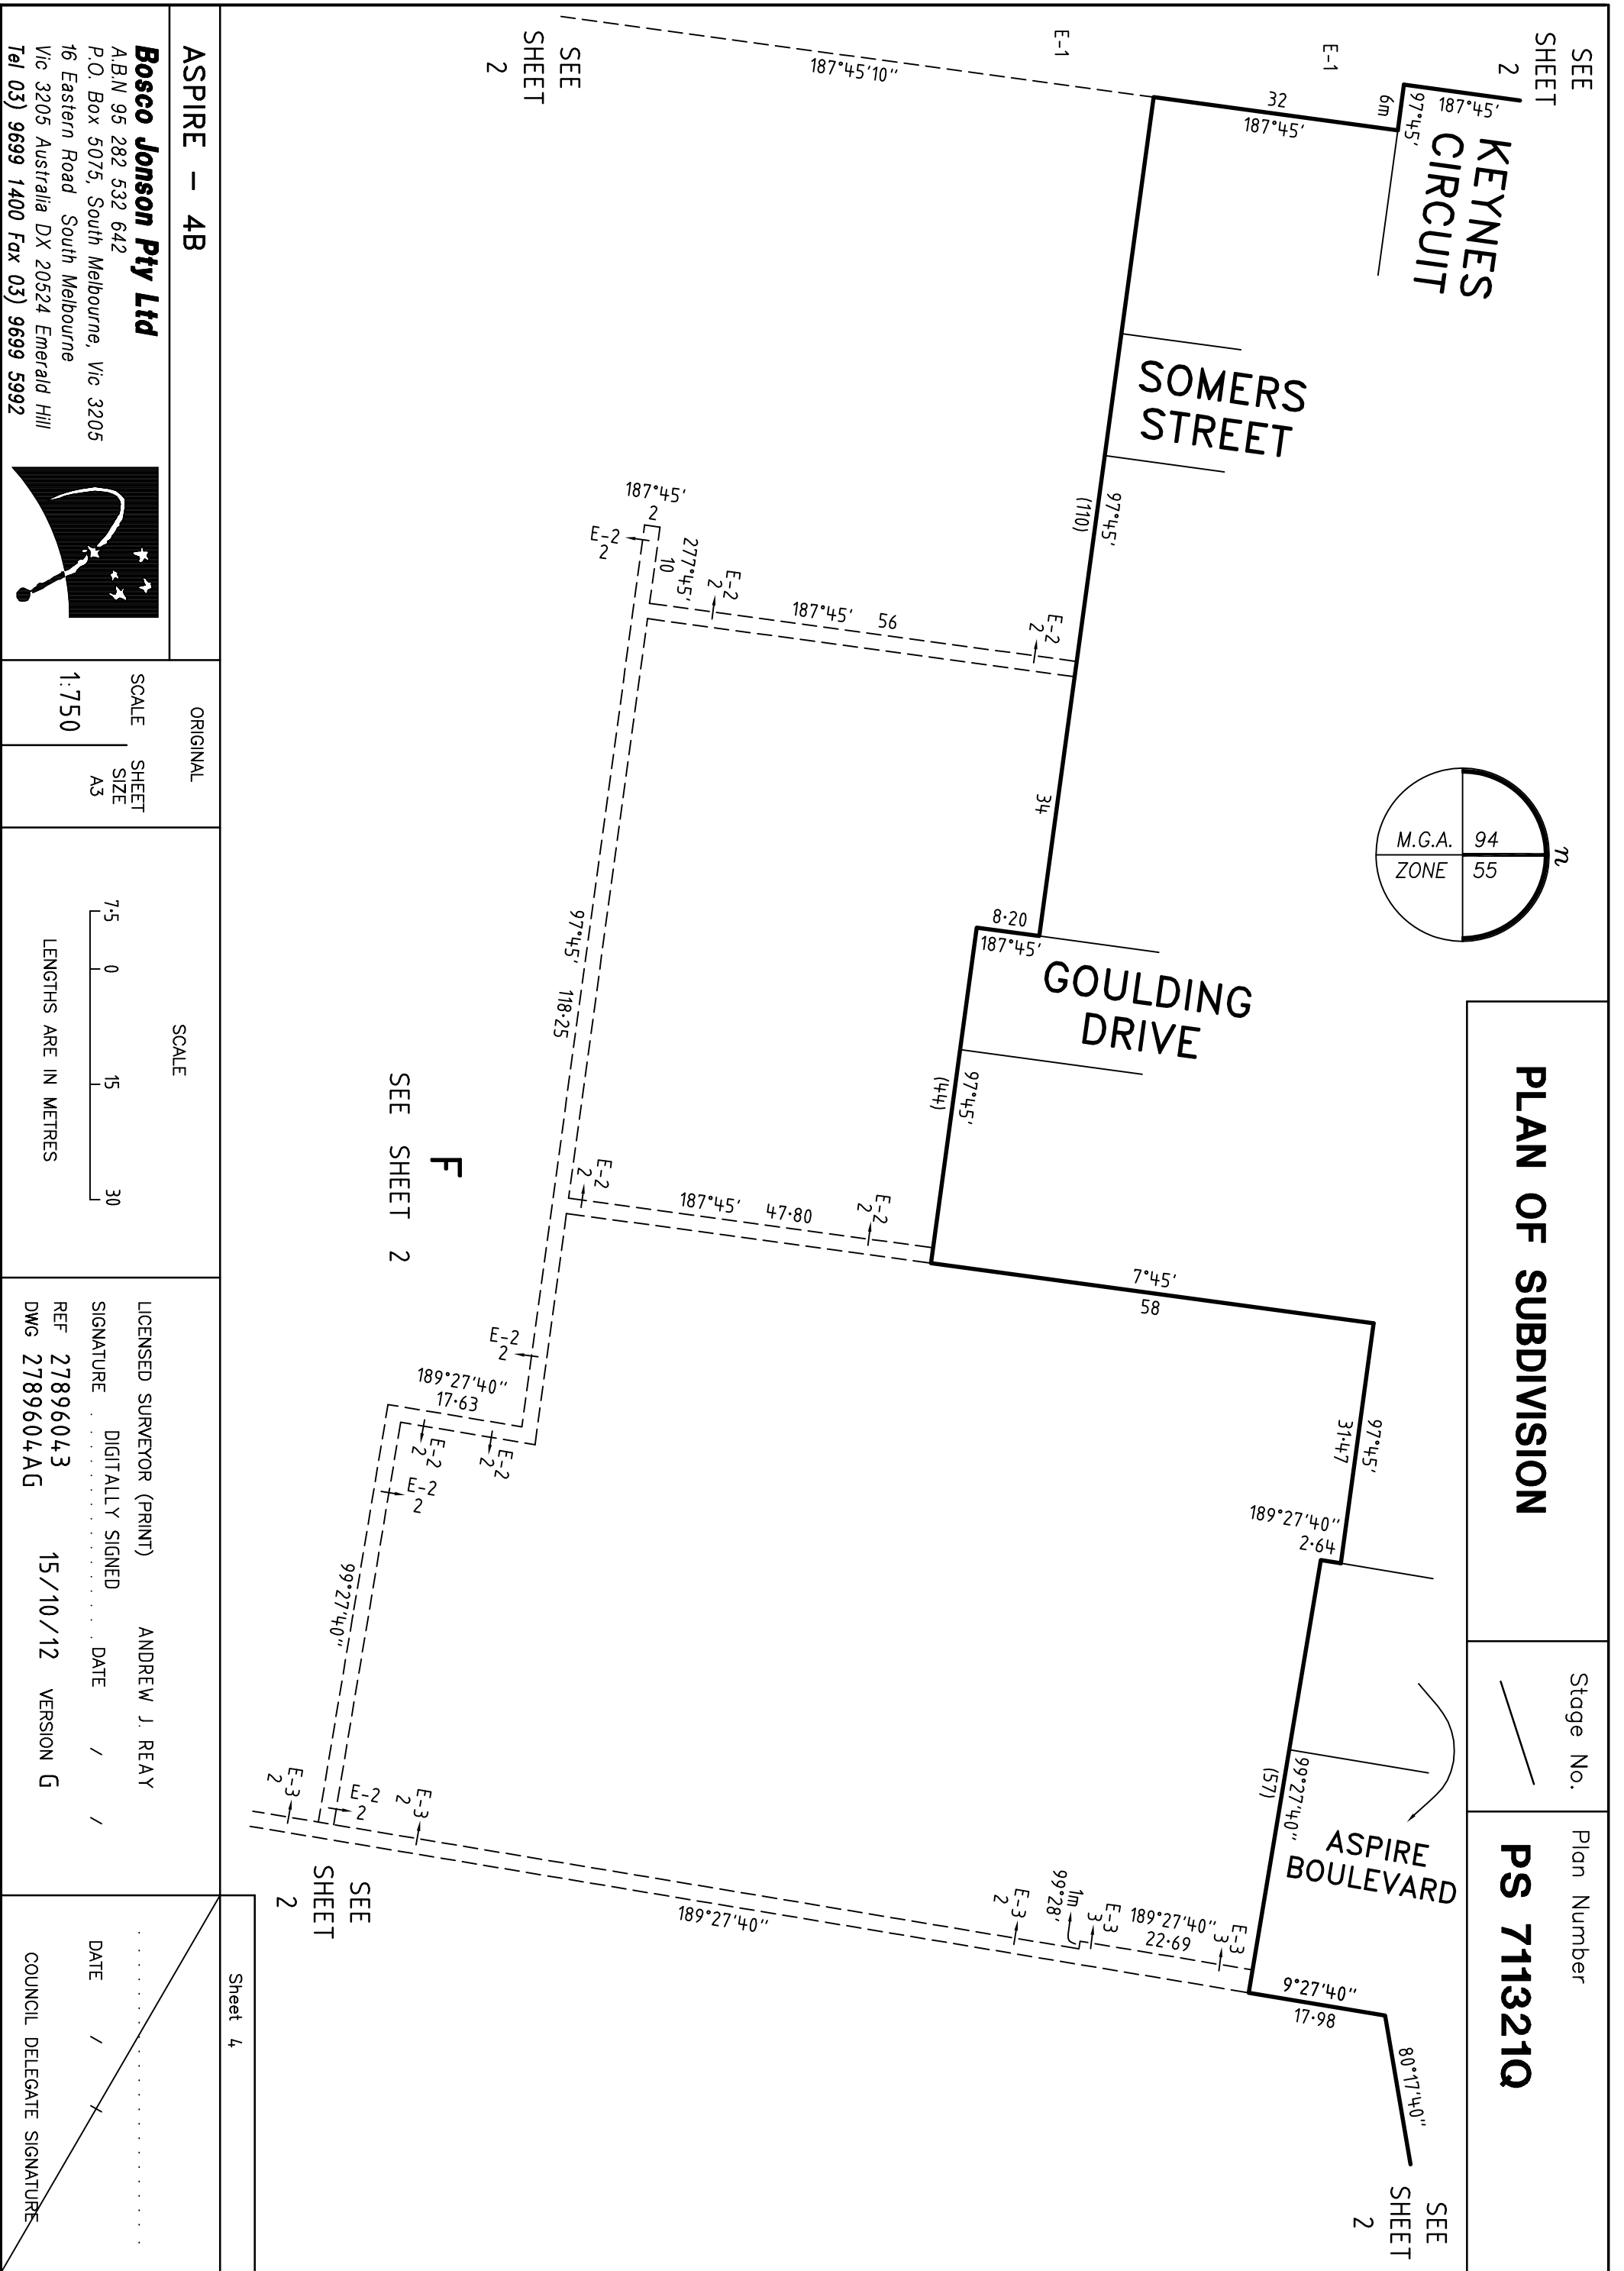 PLAN OF SUBDIVISION
Stage No.
Plan Number
PS 711321Q
SEE
SHEET
2
E-1
E-1
KEYNES
CIRCUIT
187°45'
97°45'
6m
32
187°45'
187°45'10"
SEE
SHEET
2
SOMERS
STREET
97°45'
(110)
M.G.A. 94
ZONE 55
n
187°45'
2
E-2
2
10
277°45'
E-2
2
187°45' 56
E-2
2
34
8·20
187°45'
GOULDING
DRIVE
97°45'
(44)
97°45'
118·25
E-2
2
187°45' 47·80
E-2
2
7°45'
58
97°45'
31·47
189°27'40"
2·64
F
SEE SHEET 2
E-2
2
189°27'40"
17·63
E-2
2
E-2
2
E-2
2
99°27'40"
99°27'40"
(57)
ASPIRE
BOULEVARD
E-3
2
E-2
2
E-3
2
SEE
SHEET
2
189°27'40"
E-3
2
1m
99°28'
E-3
3
189°27'40"
22·69
E-3
3
9°27'40"
17·98
80°17'40"
SEE
SHEET
2
Sheet 4
ASPIRE – 4B
Bosco Jonson Pty Ltd
A.B.N 95 282 532 642
P.O. Box 5075, South Melbourne, Vic 3205
16 Eastern Road South Melbourne
Vic 3205 Australia DX 20524 Emerald Hill
Tel 03) 9699 1400 Fax 03) 9699 5992
ORIGINAL
SCALE
SHEET
SIZE
1:750
A3
SCALE
7·5 0 15 30
LENGTHS ARE IN METRES
LICENSED SURVEYOR (PRINT) ANDREW J. REAY
SIGNATURE . . . DIGITALLY SIGNED . . . DATE / /
REF 27896043
DWG 2789604AG
15/10/12 VERSION G
DATE / /
COUNCIL DELEGATE SIGNATURE